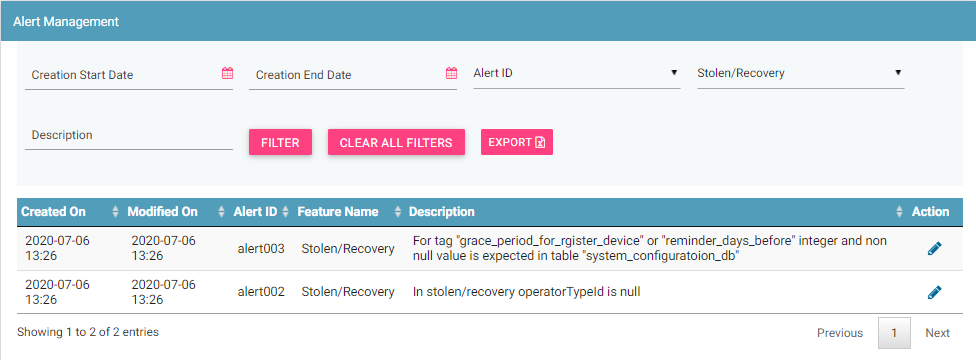 Alert Management
Creation Start Date
Creation End Date
Alert ID
Stolen/Recovery
Description
FILTER
CLEAR ALL FILTERS
EXPORT
Created On Modified On Alert ID Feature Name Description Action
2020-07-06 13:26 2020-07-06 13:26 alert003 Stolen/Recovery For tag "grace_period_for_rgister_device" or "reminder_days_before" integer and non
null value is expected in table "system_configuratoion_db"
2020-07-06 13:26 2020-07-06 13:26 alert002 Stolen/Recovery In stolen/recovery operatorTypeId is null
Showing 1 to 2 of 2 entries
Previous 1 Next